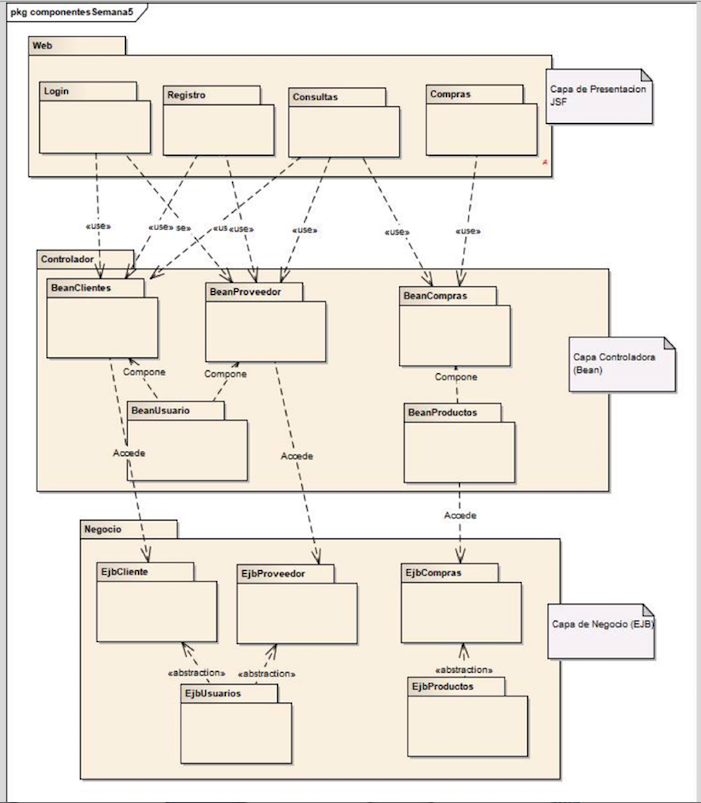 pkg componentesSemana5
Web
Login
Registro
Consultas
Compras
Capa de Presentacion
JSF
«use»
«use»
se»
«us
«use»
«use»
«use»
«use»
Controlador
BeanClientes
BeanProveedor
BeanCompras
Capa Controladora
(Bean)
Compone
Compone
Compone
BeanUsuario
BeanProductos
Accede
Accede
Accede
Negocio
EjbCliente
EjbProveedor
EjbCompras
Capa de Negocio (EJB)
«abstraction»
«abstraction»
«abstraction»
EjbUsuarios
EjbProductos